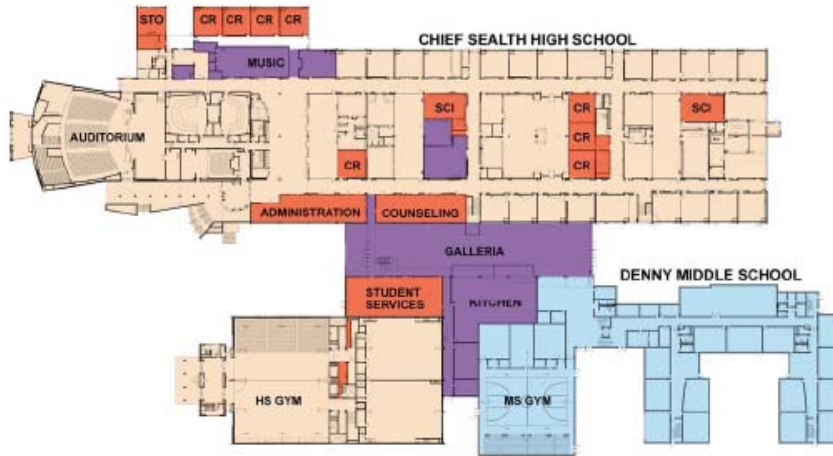 STO
CR CR CR CR
CHIEF SEALTH HIGH SCHOOL
MUSIC
SCI
CR
SCI
AUDITORIUM
CR
CR
CR
ADMINISTRATION
COUNSELING
GALLERIA
DENNY MIDDLE SCHOOL
STUDENT
SERVICES
KITCHEN
HS GYM
MS GYM